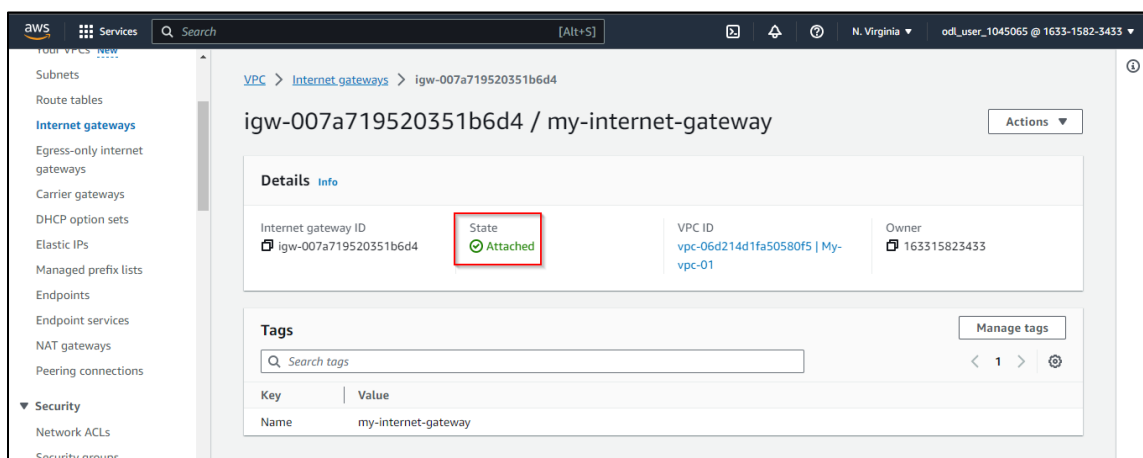 aws
Services
Search
[Alt+S]
N. Virginia
odl_user_1045065 @ 1633-1582-3433
Your VPCs New
Subnets
Route tables
Internet gateways
Egress-only internet
gateways
Carrier gateways
DHCP option sets
Elastic IPs
Managed prefix lists
Endpoints
Endpoint services
NAT gateways
Peering connections
Security
Network ACLs
Security groups
VPC > Internet gateways > igw-007a719520351b6d4
igw-007a719520351b6d4 / my-internet-gateway
Actions
Details Info
Internet gateway ID
igw-007a719520351b6d4
State
Attached
VPC ID
vpc-06d214d1fa50580f5 | My-
vpc-01
Owner
163315823433
Tags
Manage tags
Search tags
1
Key Value
Name my-internet-gateway